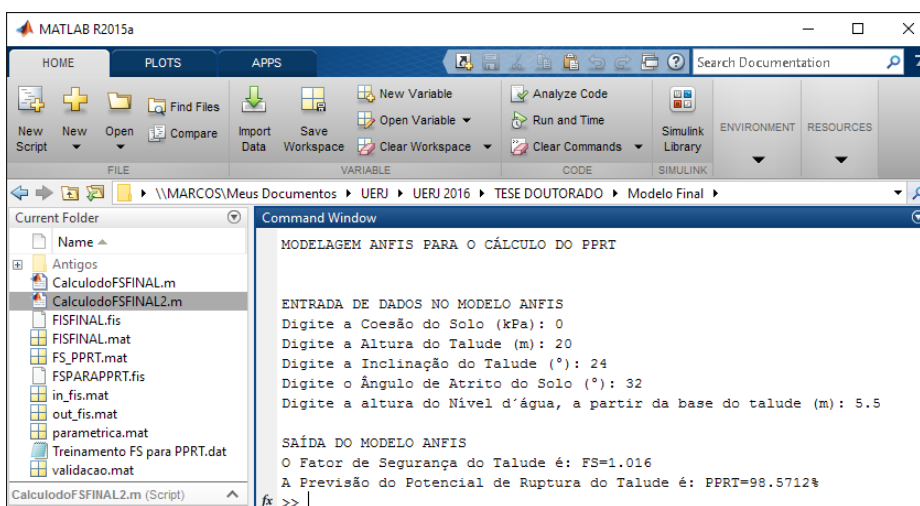 MATLAB R2015a
HOME PLOTS APPS
Search Documentation
New Script
New
Open
Find Files
Compare
FILE
Import Data
Save Workspace
New Variable
Open Variable
Clear Workspace
VARIABLE
Analyze Code
Run and Time
Clear Commands
CODE
Simulink Library
SIMULINK
ENVIRONMENT
RESOURCES
\\MARCOS\Meus Documentos UERJ UERJ 2016 TESE DOUTORADO Modelo Final
Current Folder
Name
Antigos
CalculodoFSFINAL.m
CalculodoFSFINAL2.m
FISFINAL.fis
FISFINAL.mat
FS_PPRT.mat
FSPARAPPRT.fis
in_fis.mat
out_fis.mat
parametrica.mat
Treinamento FS para PPRT.dat
validacao.mat
CalculodoFSFINAL2.m (Script)
Command Window
MODELAGEM ANFIS PARA O CÁLCULO DO PPRT
ENTRADA DE DADOS NO MODELO ANFIS
Digite a Coesão do Solo (kPa): 0
Digite a Altura do Talude (m): 20
Digite a Inclinação do Talude (°): 24
Digite o Ângulo de Atrito do Solo (°): 32
Digite a altura do Nível d´água, a partir da base do talude (m): 5.5
SAÍDA DO MODELO ANFIS
O Fator de Segurança do Talude é: FS=1.016
A Previsão do Potencial de Ruptura do Talude é: PPRT=98.5712%
fx >>